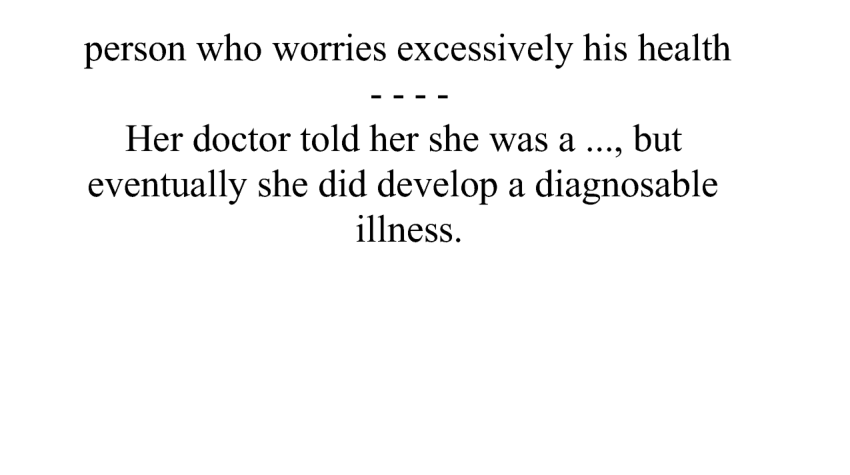 person who worries excessively his health
- - - -
Her doctor told her she was a ..., but
eventually she did develop a diagnosable
illness.